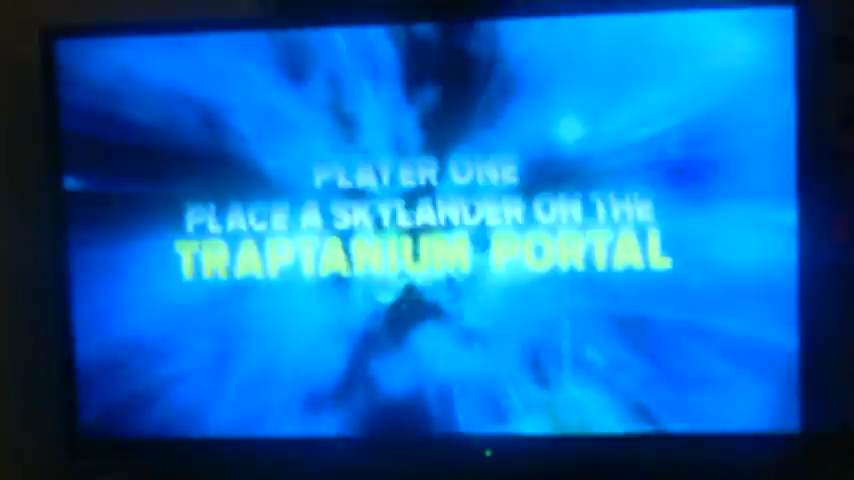 PLAYER ONE
PLACE A SKYLANDER ON THE
TRAPTANIUM PORTAL